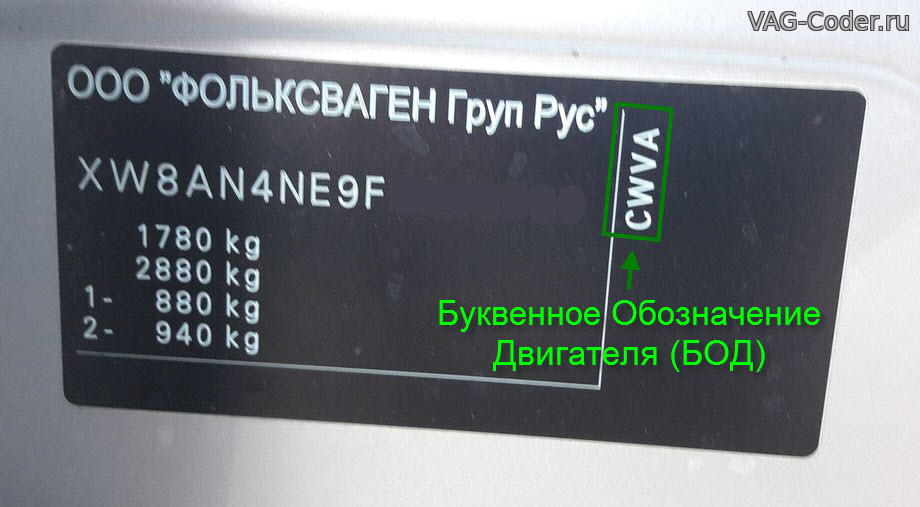 VAG-Coder.ru
ООО "ФОЛЬКСВАГЕН Груп Рус"
XW8AN4NE9F
CWVA
1780 kg
2880 kg
1- 880 kg
2- 940 kg
Буквенное Обозначение
Двигателя (БОД)